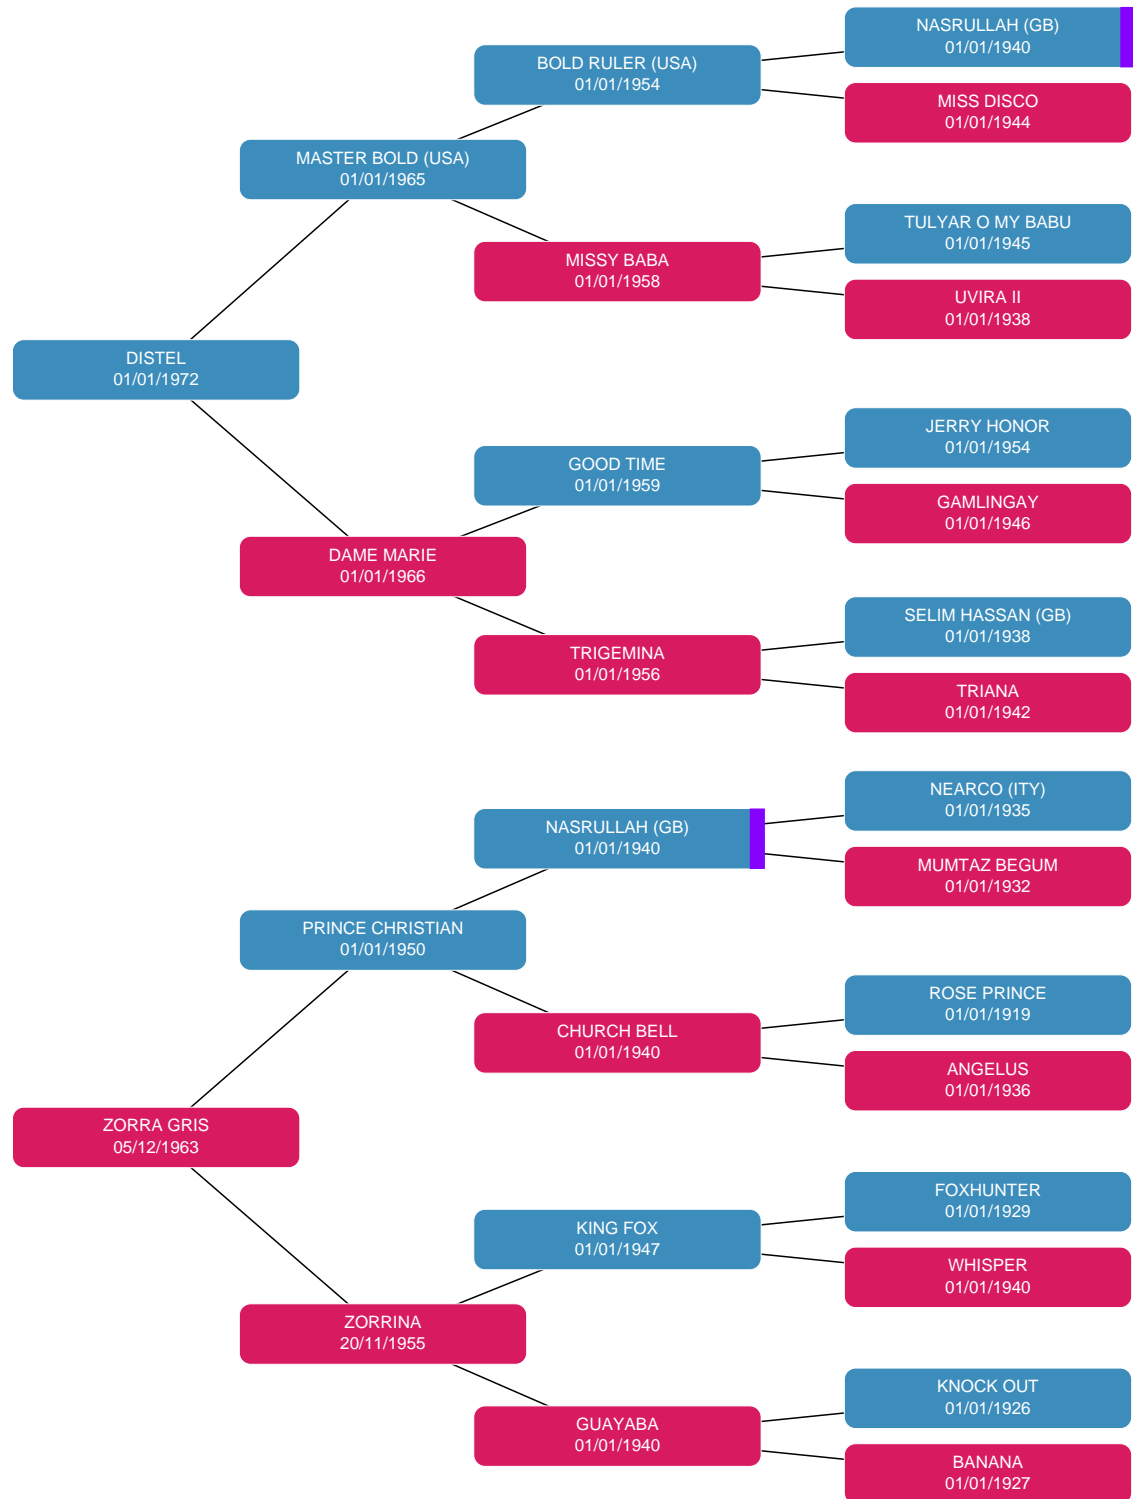 NASRULLAH (GB)
01/01/1940
BOLD RULER (USA)
01/01/1954
MISS DISCO
01/01/1944
MASTER BOLD (USA)
01/01/1965
TULYAR O MY BABU
01/01/1945
MISSY BABA
01/01/1958
UVIRA II
01/01/1938
DISTEL
01/01/1972
JERRY HONOR
01/01/1954
GOOD TIME
01/01/1959
GAMLINGAY
01/01/1946
DAME MARIE
01/01/1966
SELIM HASSAN (GB)
01/01/1938
TRIGEMINA
01/01/1956
TRIANA
01/01/1942
NEARCO (ITY)
01/01/1935
NASRULLAH (GB)
01/01/1940
MUMTAZ BEGUM
01/01/1932
PRINCE CHRISTIAN
01/01/1950
ROSE PRINCE
01/01/1919
CHURCH BELL
01/01/1940
ANGELUS
01/01/1936
ZORRA GRIS
05/12/1963
FOXHUNTER
01/01/1929
KING FOX
01/01/1947
WHISPER
01/01/1940
ZORRINA
20/11/1955
KNOCK OUT
01/01/1926
GUAYABA
01/01/1940
BANANA
01/01/1927